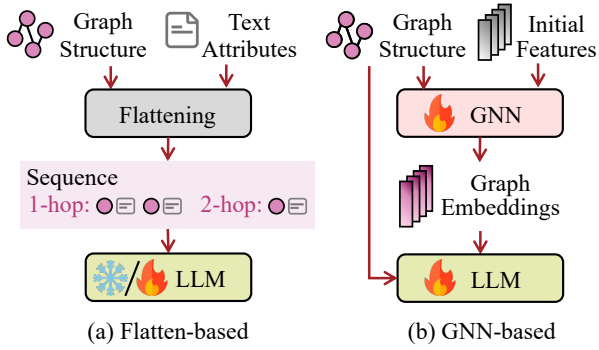 Graph
Structure
Text
Attributes
Flattening
Sequence
1-hop:
2-hop:
LLM
(a) Flatten-based
Graph
Structure
Initial
Features
GNN
Graph
Embeddings
LLM
(b) GNN-based